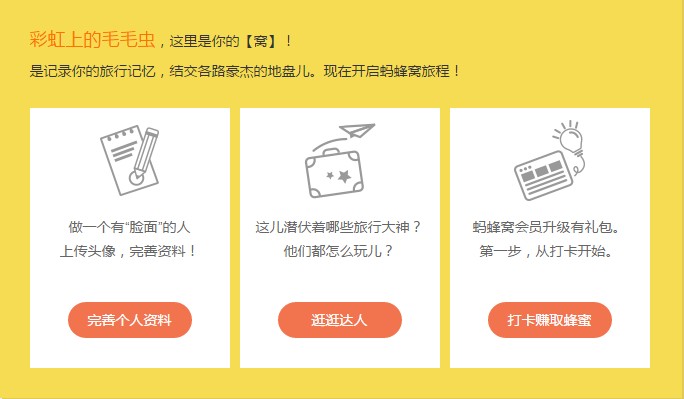 彩虹上的毛毛虫，这里是你的【窝】！
是记录你的旅行记忆，结交各路豪杰的地盘儿。现在开启蚂蜂窝旅程！
做一个有“脸面”的人
上传头像，完善资料！
完善个人资料
这儿潜伏着哪些旅行大神？
他们都怎么玩儿？
逛逛达人
蚂蜂窝会员升级有礼包。
第一步，从打卡开始。
打卡赚取蜂蜜